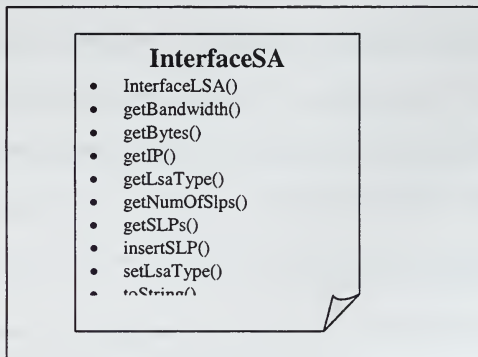 InterfaceSA
• InterfaceLSA()
• getBandwidth()
• getBytes()
• getIP()
• getLsaType()
• getNumOfSlps()
• getSLPs()
• insertSLP()
• setLsaType()
• toString()